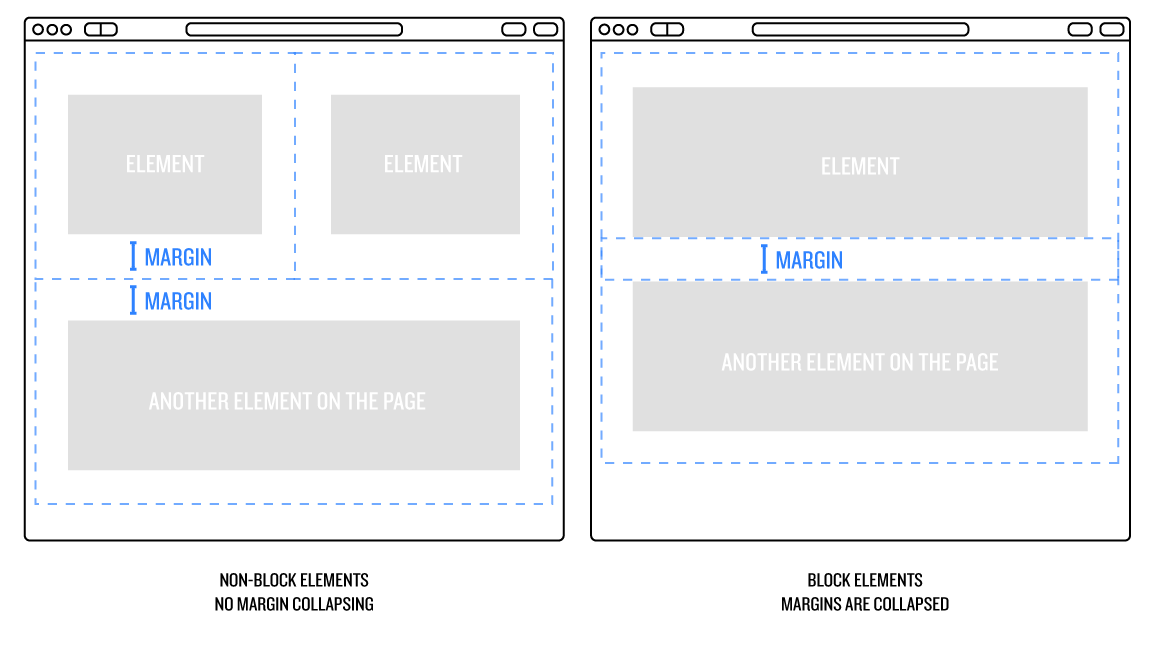 ELEMENT
ELEMENT
MARGIN
MARGIN
ANOTHER ELEMENT ON THE PAGE
NON-BLOCK ELEMENTS
NO MARGIN COLLAPSING
ELEMENT
MARGIN
ANOTHER ELEMENT ON THE PAGE
BLOCK ELEMENTS
MARGINS ARE COLLAPSED